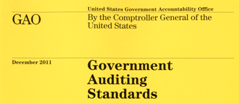 United States Government Accountability Office
GAO
By the Comptroller General of the
United States
December 2011
Government
Auditing
Standards